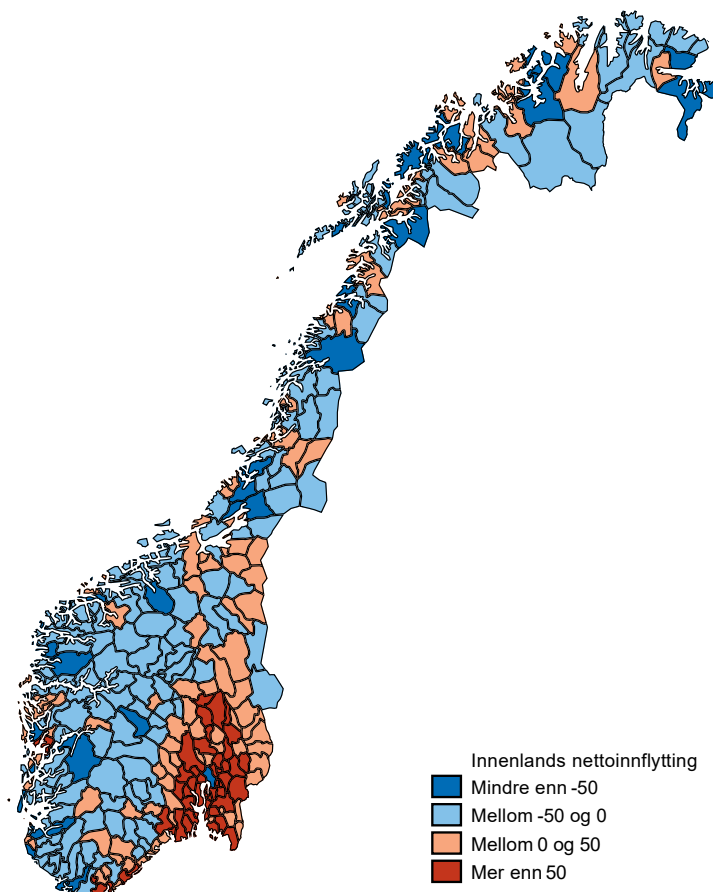 Innenlands nettoinnflytting
Mindre enn -50
Mellom -50 og 0
Mellom 0 og 50
Mer enn 50